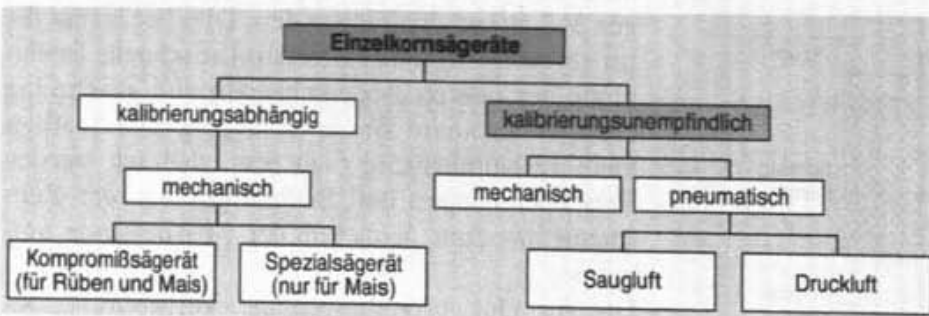 Einzelkornsägeräte
kalibrierungsabhängig
kalibrierungsunempfindlich
mechanisch
mechanisch
pneumatisch
Kompromißsägerät
(für Rüben und Mais)
Spezialsägerät
(nur für Mais)
Saugluft
Druckluft